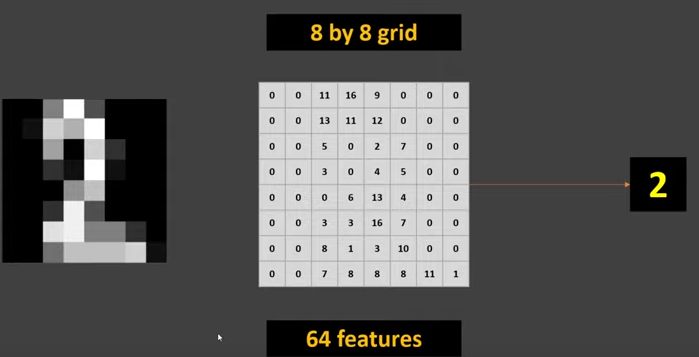 8 by 8 grid
0 0 11 16 9 0 0 0
0 0 13 11 12 0 0 0
0 0 5 0 2 7 0 0
0 0 3 0 4 5 0 0
0 0 0 6 13 4 0 0
0 0 3 3 16 7 0 0
0 0 8 1 3 10 0 0
0 0 7 8 8 8 11 1
2
64 features